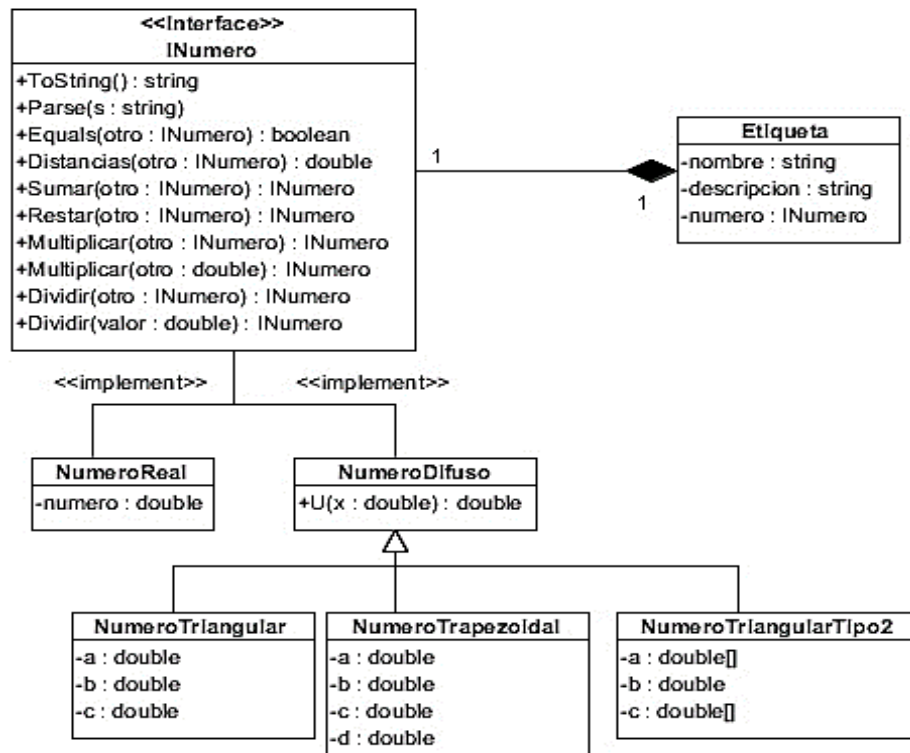 <<Interface>>
INumero
+ToString() : string
+Parse(s : string)
+Equals(otro : INumero) : boolean
+Distancias(otro : INumero) : double
+Sumar(otro : INumero) : INumero
+Restar(otro : INumero) : INumero
+Multiplicar(otro : INumero) : INumero
+Multiplicar(otro : double) : INumero
+Dividir(otro : INumero) : INumero
+Dividir(valor : double) : INumero
1
1
Etiqueta
-nombre : string
-descripcion : string
-numero : INumero
<<implement>>
<<implement>>
NumeroReal
-numero : double
NumeroDifuso
+U(x : double) : double
NumeroTriangular
-a : double
-b : double
-c : double
NumeroTrapezoidal
-a : double
-b : double
-c : double
-d : double
NumeroTriangularTipo2
-a : double[]
-b : double
-c : double[]